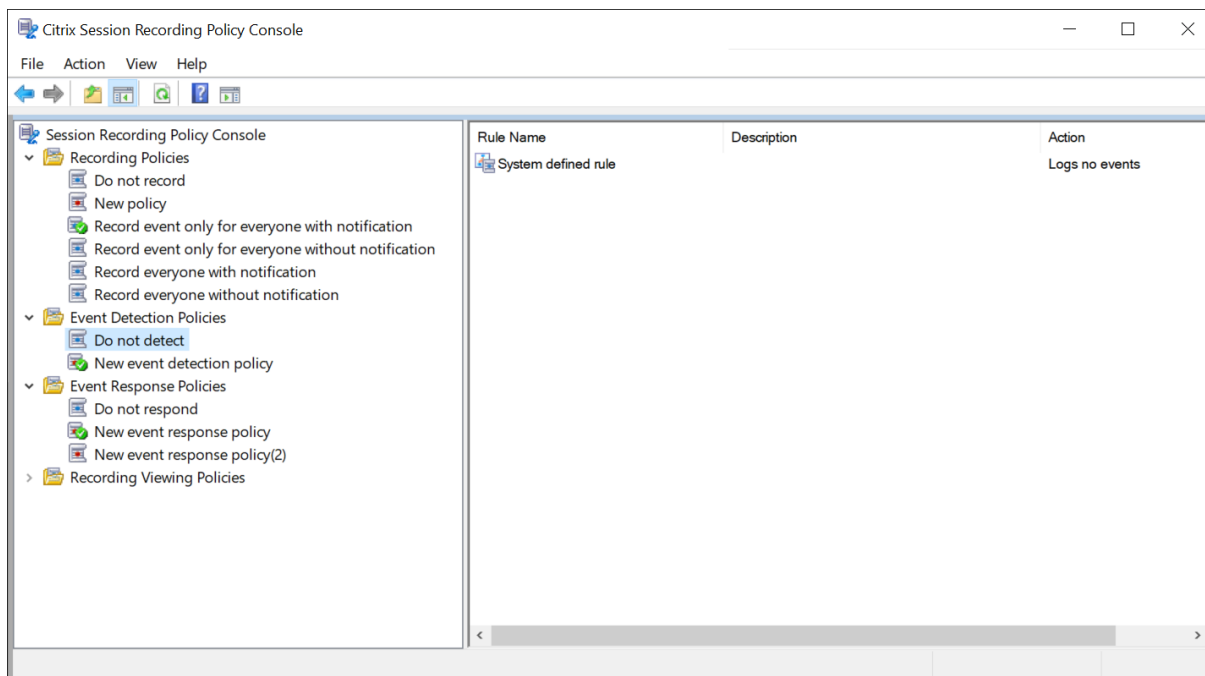 Citrix Session Recording Policy Console
File Action View Help
Session Recording Policy Console
Recording Policies
Do not record
New policy
Record event only for everyone with notification
Record event only for everyone without notification
Record everyone with notification
Record everyone without notification
Event Detection Policies
Do not detect
New event detection policy
Event Response Policies
Do not respond
New event response policy
New event response policy(2)
Recording Viewing Policies
Rule Name Description Action
System defined rule Logs no events